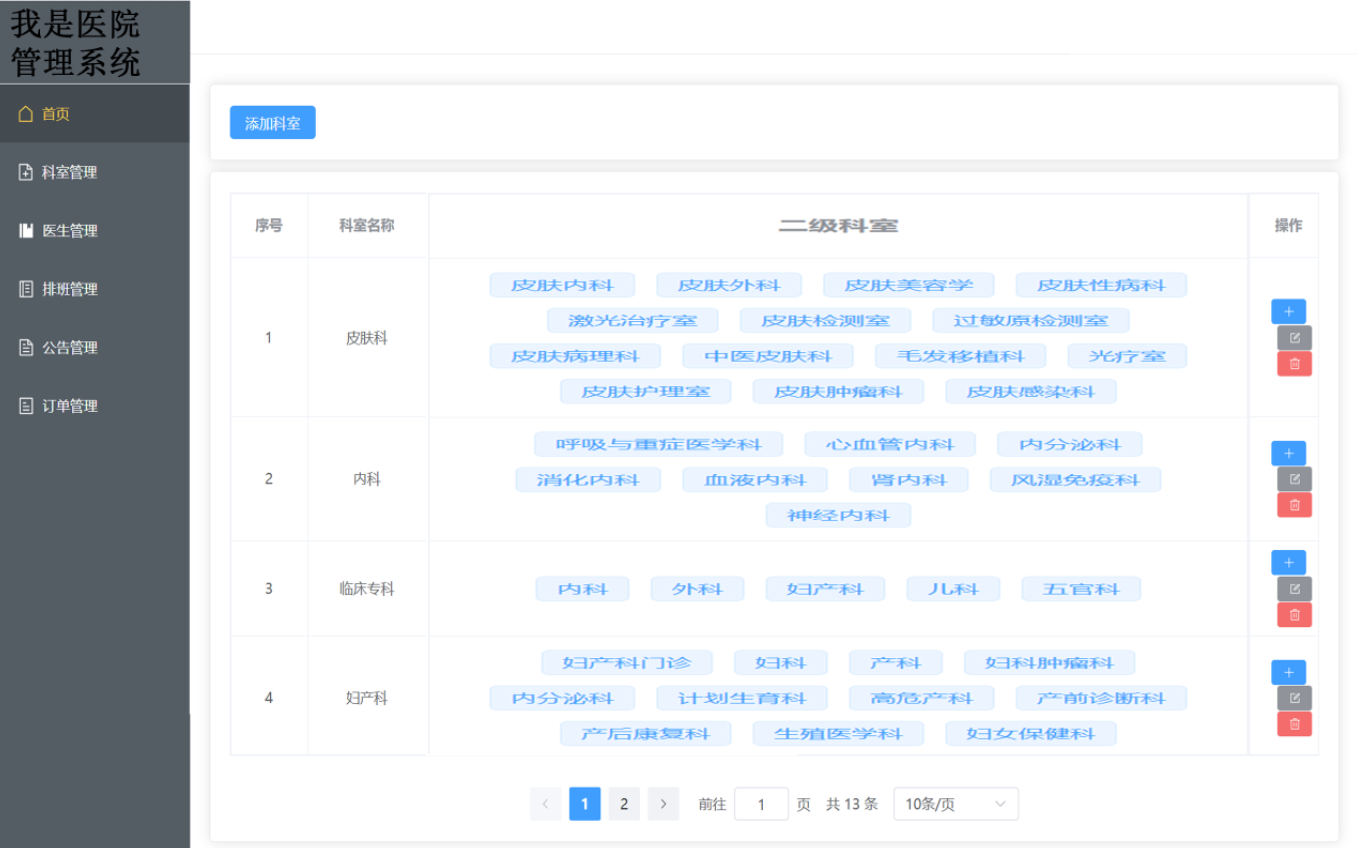 我是医院
管理系统
首页
科室管理
医生管理
排班管理
公告管理
订单管理
添加科室
序号 科室名称 二级科室 操作
1 皮肤科
皮肤内科 皮肤外科 皮肤美容学 皮肤性病科
激光治疗室 皮肤检测室 过敏原检测室
皮肤病理科 中医皮肤科 毛发移植科 光疗室
皮肤护理室 皮肤肿瘤科 皮肤感染科
2 内科
呼吸与重症医学科 心血管内科 内分泌科
消化内科 血液内科 肾内科 风湿免疫科
神经内科
3 临床专科 内科 外科 妇产科 儿科 五官科
4 妇产科
妇产科门诊 妇科 产科 妇科肿瘤科
内分泌科 计划生育科 高危产科 产前诊断科
产后康复科 生殖医学科 妇女保健科
1 2 前往 1 页 共 13 条 10条/页